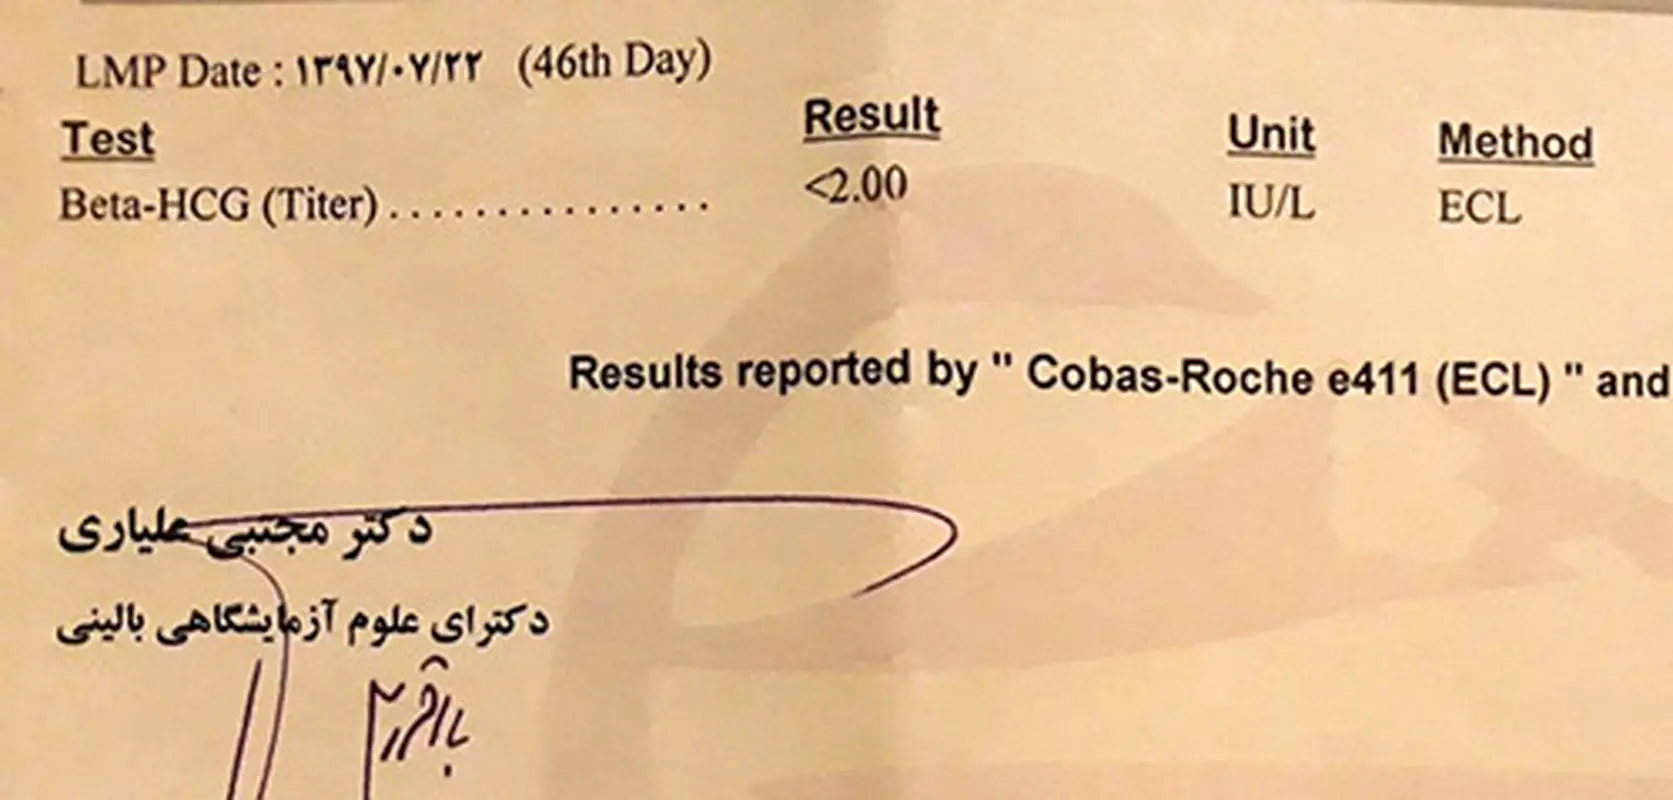 LMP Date : ۱۳۹۷/۰۷/۲۲ (46th Day)
Test Result Unit Method
Beta-HCG (Titer)............... <2.00 IU/L ECL
Results reported by " Cobas-Roche e411 (ECL) " and
دکتر مجتبی علیاری
دکترای علوم آزمایشگاهی بالینی